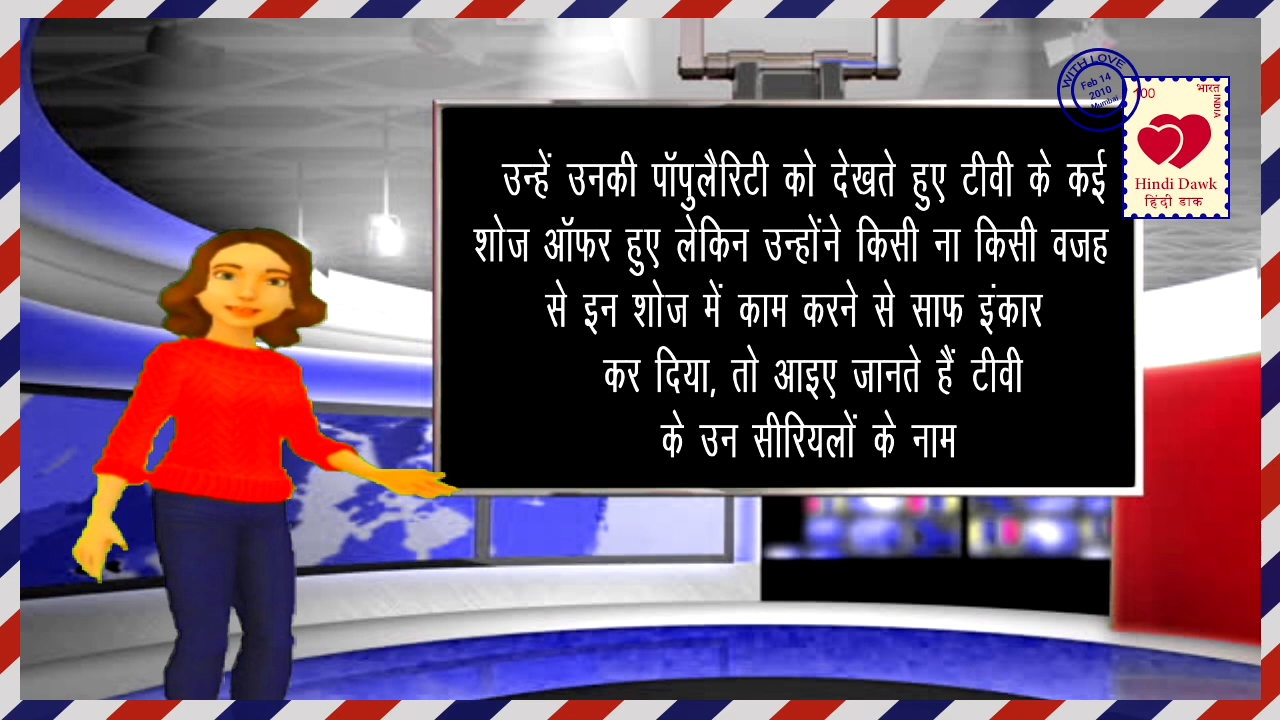 WITH LOVE
Feb 14
2010
Mumbai
100
भारत
INDIA
Hindi Dawk
हिंदी डाक
उन्हें उनकी पॉपुलैरिटी को देखते हुए टीवी के कई
शोज ऑफर हुए लेकिन उन्होंने किसी ना किसी वजह
से इन शोज में काम करने से साफ इंकार
कर दिया, तो आइए जानते हैं टीवी
के उन सीरियलों के नाम